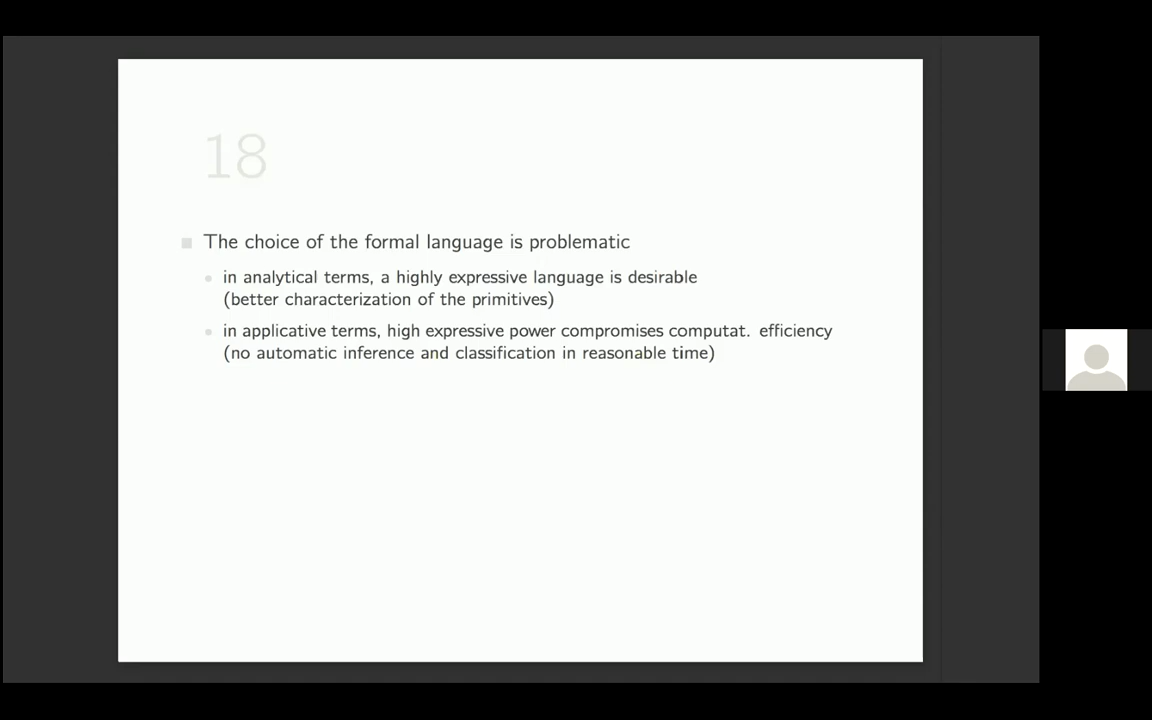 18
The choice of the formal language is problematic
in analytical terms, a highly expressive language is desirable
(better characterization of the primitives)
in applicative terms, high expressive power compromises computat. efficiency
(no automatic inference and classification in reasonable time)